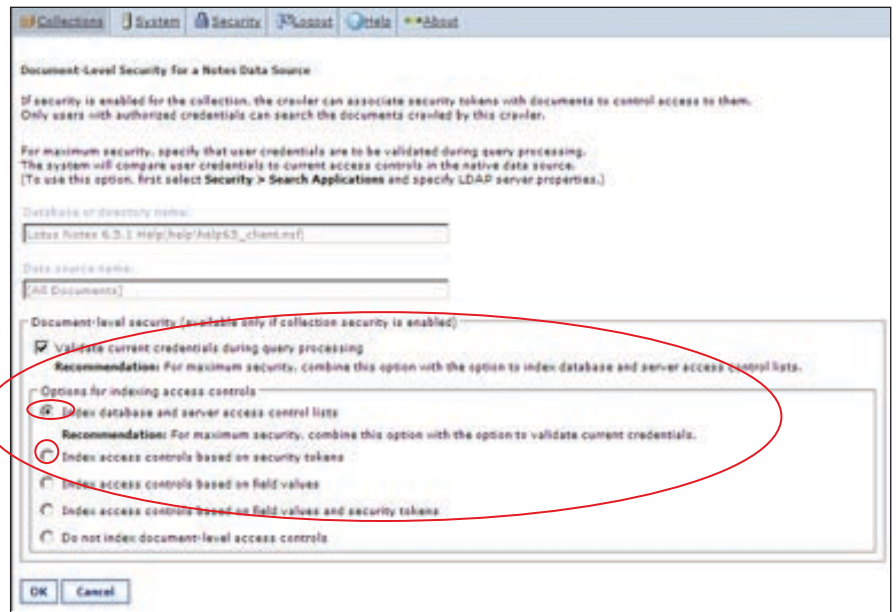 Collections System Security Logout Help About
Document-Level Security for a Notes Data Source
If security is enabled for the collection, the crawler can associate security tokens with documents to control access to them.
Only users with authorized credentials can search the documents crawled by this crawler.
For maximum security, specify that user credentials are to be validated during query processing.
The system will compare user credentials to current access controls in the native data source.
(To use this option, first select Security > Search Applications and specify LDAP server properties.)
Database or directory name:
Lotus Notes 6.5.1 Help(help\help65_client.nsf)
Data source name:
[All Documents]
Document-level security (available only if collection security is enabled)
Validate current credentials during query processing
Recommendation: For maximum security, combine this option with the option to index database and server access control lists.
Options for indexing access controls
Index database and server access control lists
Recommendation: For maximum security, combine this option with the option to validate current credentials.
Index access controls based on security tokens
Index access controls based on field values
Index access controls based on field values and security tokens
Do not index document-level access controls
OK Cancel